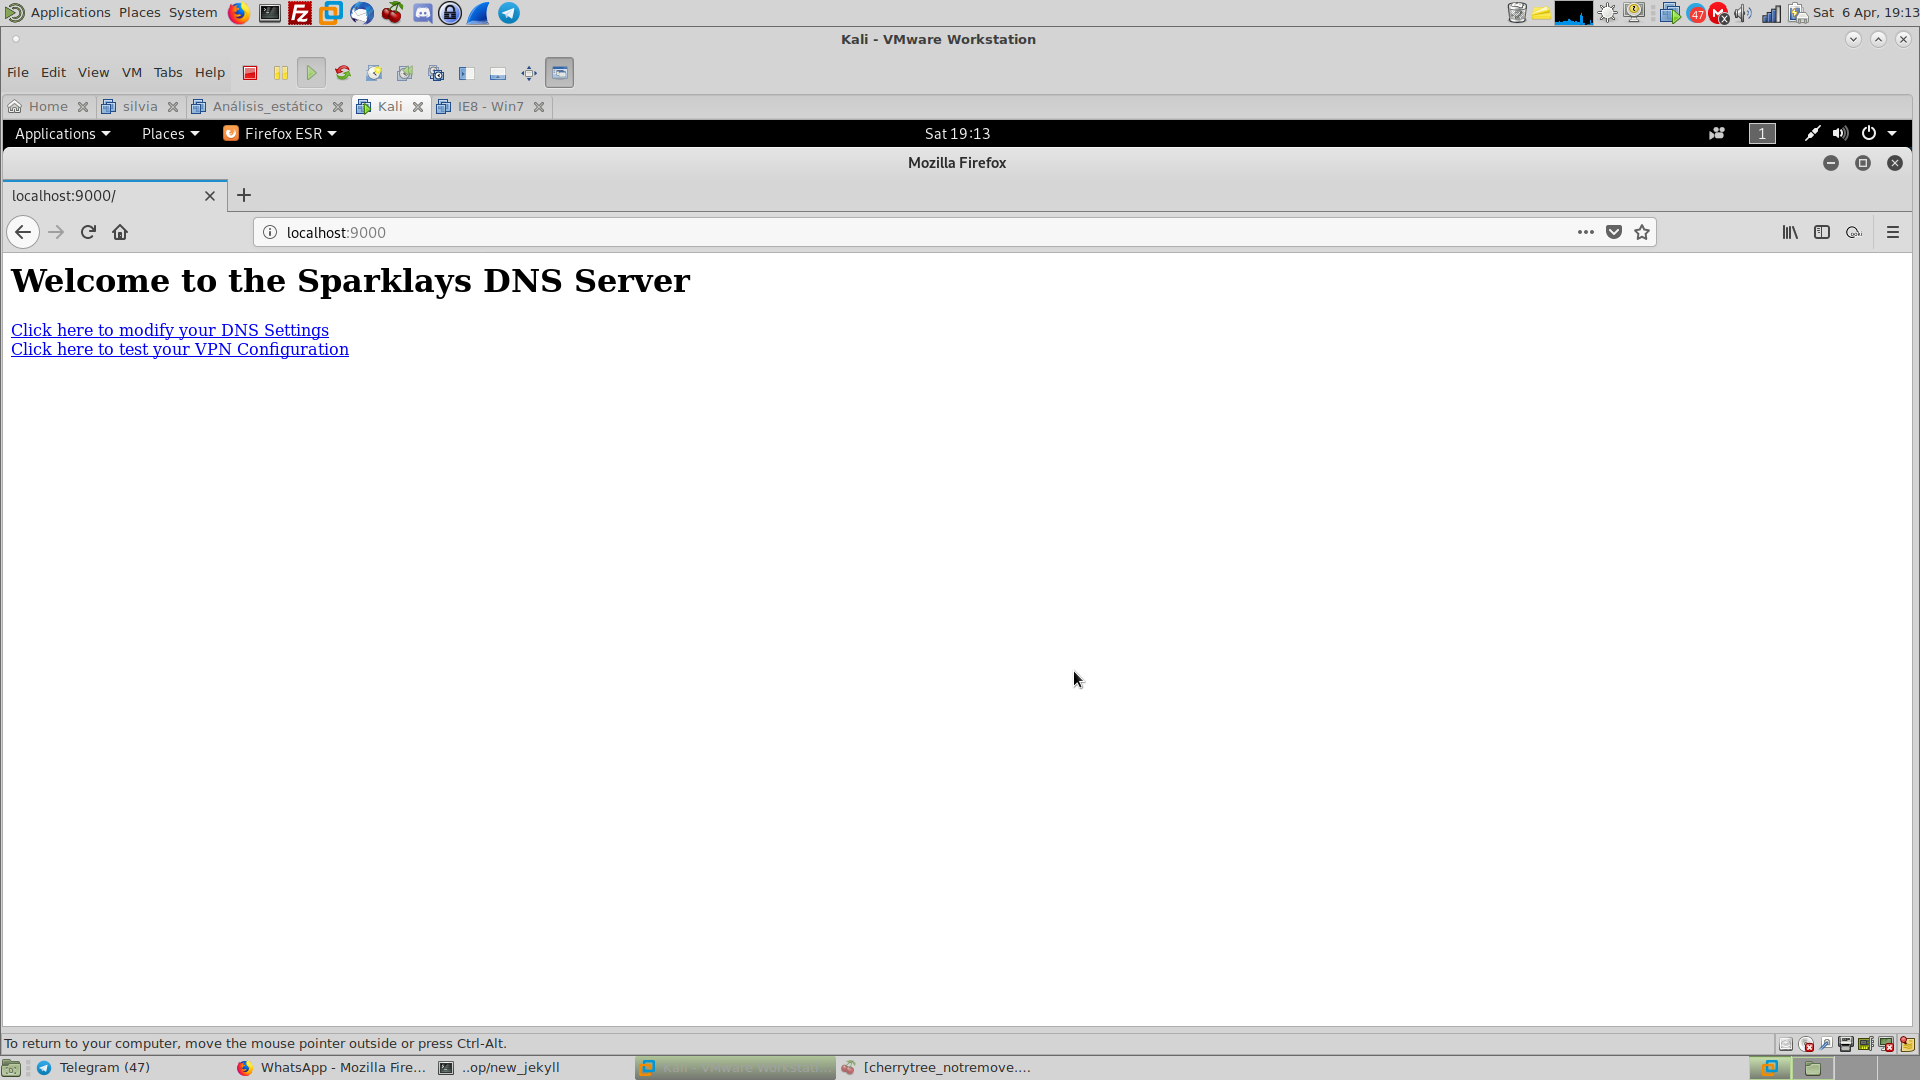 Applications Places System
47
Sat 6 Apr, 19:13
Kali - VMware Workstation
File Edit View VM Tabs Help
Home silvia Análisis_estático Kali IE8 - Win7
Applications Places Firefox ESR Sat 19:13 1
Mozilla Firefox
localhost:9000/
localhost:9000
Welcome to the Sparklays DNS Server
Click here to modify your DNS Settings
Click here to test your VPN Configuration
To return to your computer, move the mouse pointer outside or press Ctrl-Alt.
Telegram (47) WhatsApp - Mozilla Fire... ..op/new_jekyll Kali - VMware Workstati... [cherrytree_notremove....